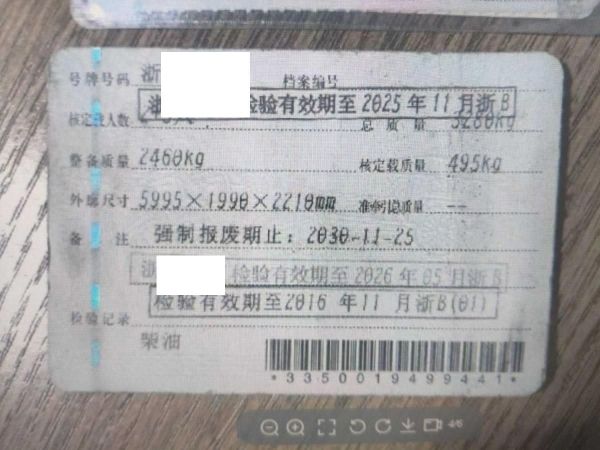 号牌号码 浙 档案编号
检验有效期至2025年11月浙B
核定载人数 总质量 3280kg
整备质量 2460kg 核定载质量 495kg
外廓尺寸 5995×1990×2210mm 准牵引总质量 --
备注 强制报废期止：2030-11-25
浙 检验有效期至2026年05月浙B
检验有效期至2016年11月浙B(01)
检验记录
柴油
*3350019499441*
4/6